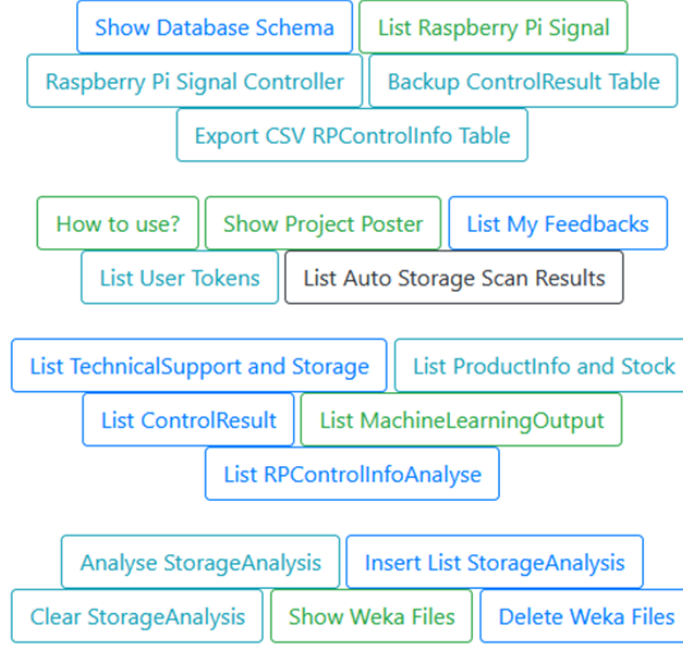 Show Database Schema List Raspberry Pi Signal
Raspberry Pi Signal Controller Backup ControlResult Table
Export CSV RPControlInfo Table
How to use? Show Project Poster List My Feedbacks
List User Tokens List Auto Storage Scan Results
List TechnicalSupport and Storage List ProductInfo and Stock
List ControlResult List MachineLearningOutput
List RPControlInfoAnalyse
Analyse StorageAnalysis Insert List StorageAnalysis
Clear StorageAnalysis Show Weka Files Delete Weka Files